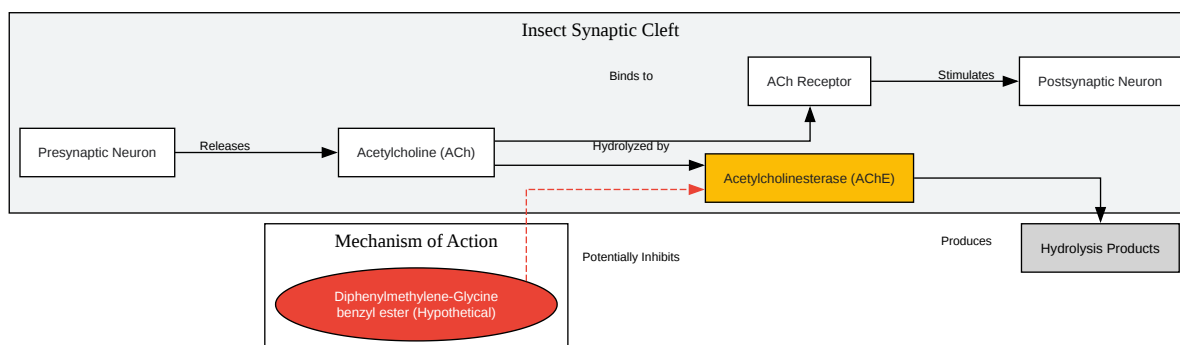 Insect Synaptic Cleft
Binds to
ACh Receptor
Stimulates
Postsynaptic Neuron
Presynaptic Neuron
Releases
Acetylcholine (ACh)
Hydrolyzed by
Acetylcholinesterase (AChE)
Mechanism of Action
Potentially Inhibits
Produces
Hydrolysis Products
Diphenylmethylene-Glycine
benzyl ester (Hypothetical)